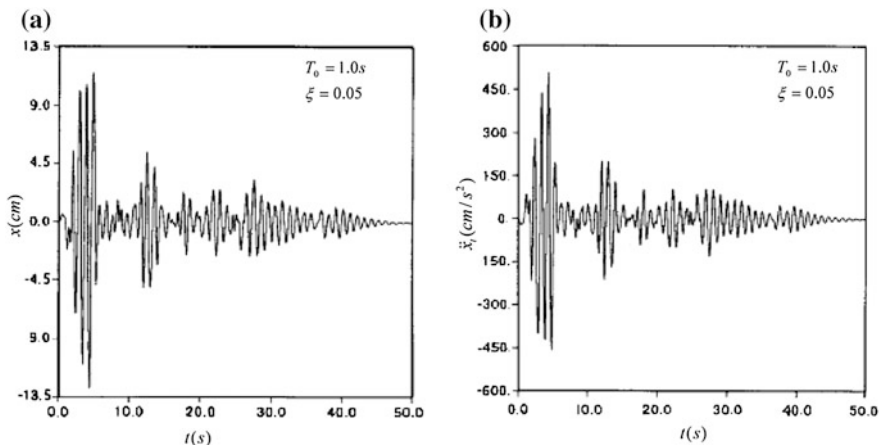 (a)
13.5
9.0
4.5
0.0
-4.5
9.0
-13.5
x(cm)
T₀ = 1.0s
ξ = 0.05
0.0 10.0 20.0 30.0 40.0 50.0
t(s)
(b)
600
450
300
150
0.
-150.
-300.
-450
-600.
ẍₜ(cm/s²)
T₀ = 1.0s
ξ = 0.05
0.0 10.0 20.0 30.0 40.0 50.0
t(s)